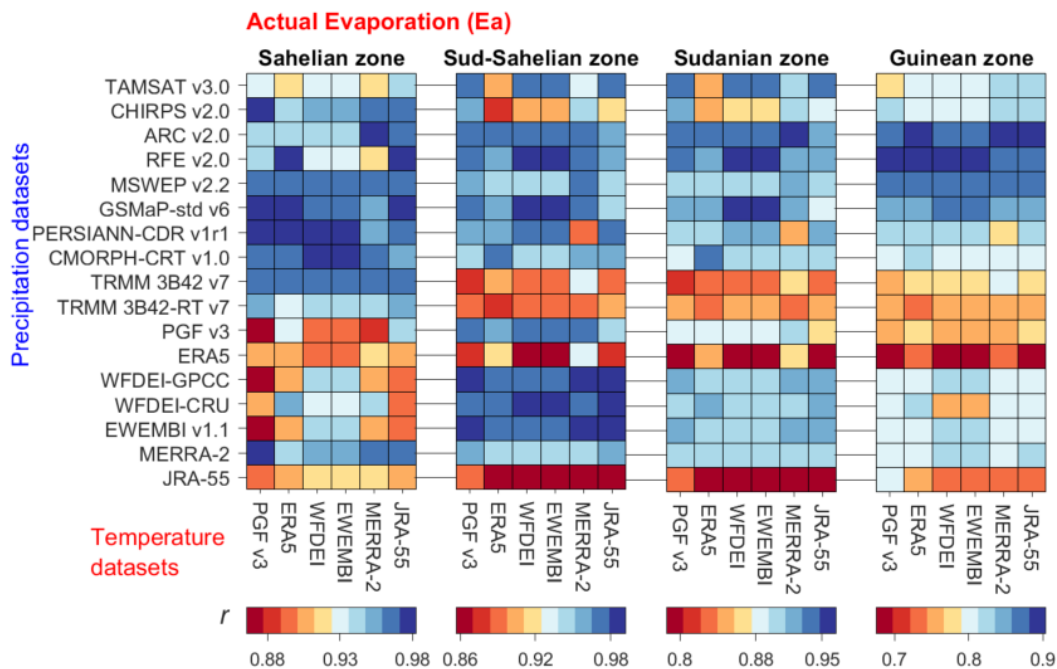 Actual Evaporation (Ea)
Sahelian zone
Sud-Sahelian zone
Sudanian zone
Guinean zone
Precipitation datasets
TAMSAT v3.0
CHIRPS v2.0
ARC v2.0
RFE v2.0
MSWEP v2.2
GSMaP-std v6
PERSIANN-CDR v1r1
CMORPH-CRT v1.0
TRMM 3B42 v7
TRMM 3B42-RT v7
PGF v3
ERA5
WFDEI-GPCC
WFDEI-CRU
EWEMBI v1.1
MERRA-2
JRA-55
Temperature
datasets
PGF v3
ERA5
WFDEI
EWEMBI
MERRA-2
JRA-55
PGF v3
ERA5
WFDEI
EWEMBI
MERRA-2
JRA-55
PGF v3
ERA5
WFDEI
EWEMBI
MERRA-2
JRA-55
PGF v3
ERA5
WFDEI
EWEMBI
MERRA-2
JRA-55
r
0.88 0.93 0.98
0.86 0.92 0.98
0.8 0.88 0.95
0.7 0.8 0.9